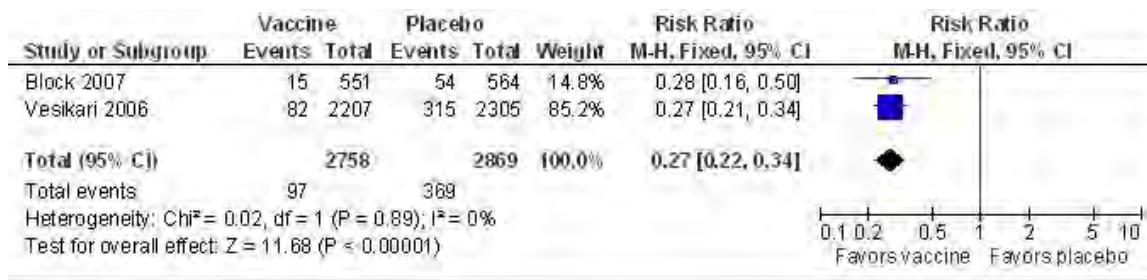 Vaccine Placebo Risk Ratio Risk Ratio
Study or Subgroup Events Total Events Total Weight M-H, Fixed, 95% CI M-H, Fixed, 95% CI
Block 2007 15 551 54 564 14.8% 0.28 [0.16, 0.50]
Vesikari 2006 82 2207 315 2305 85.2% 0.27 [0.21, 0.34]
Total (95% CI) 2758 2869 100.0% 0.27 [0.22, 0.34]
Total events 97 369
Heterogeneity: Chi² = 0.02, df = 1 (P = 0.89); I² = 0%
Test for overall effect: Z = 11.68 (P < 0.00001)
0.1 0.2 0.5 1 2 5 10
Favors vaccine Favors placebo